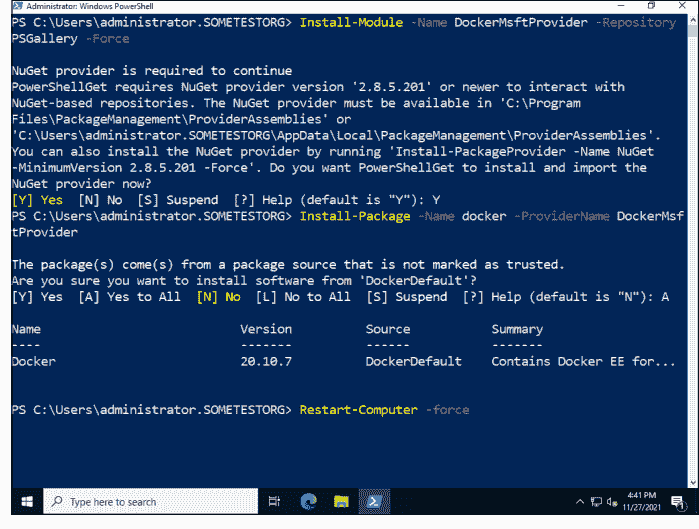 Administrator: Windows PowerShell
PS C:\Users\administrator.SOMETESTORG> Install-Module -Name DockerMsftProvider -Repository
PSGallery -Force
NuGet provider is required to continue
PowerShellGet requires NuGet provider version '2.8.5.201' or newer to interact with
NuGet-based repositories. The NuGet provider must be available in 'C:\Program
Files\PackageManagement\ProviderAssemblies' or
'C:\Users\administrator.SOMETESTORG\AppData\Local\PackageManagement\ProviderAssemblies'.
You can also install the NuGet provider by running 'Install-PackageProvider -Name NuGet
-MinimumVersion 2.8.5.201 -Force'. Do you want PowerShellGet to install and import the
NuGet provider now?
[Y] Yes  [N] No  [S] Suspend  [?] Help (default is "Y"): Y
PS C:\Users\administrator.SOMETESTORG> Install-Package -Name docker -ProviderName DockerMsf
tProvider
The package(s) come(s) from a package source that is not marked as trusted.
Are you sure you want to install software from 'DockerDefault'?
[Y] Yes  [A] Yes to All  [N] No  [L] No to All  [S] Suspend  [?] Help (default is "N"): A
Name Version Source Summary
---- ------- ------ -------
Docker 20.10.7 DockerDefault Contains Docker EE for...
PS C:\Users\administrator.SOMETESTORG> Restart-Computer -force
Type here to search
4:41 PM
11/27/2021
1